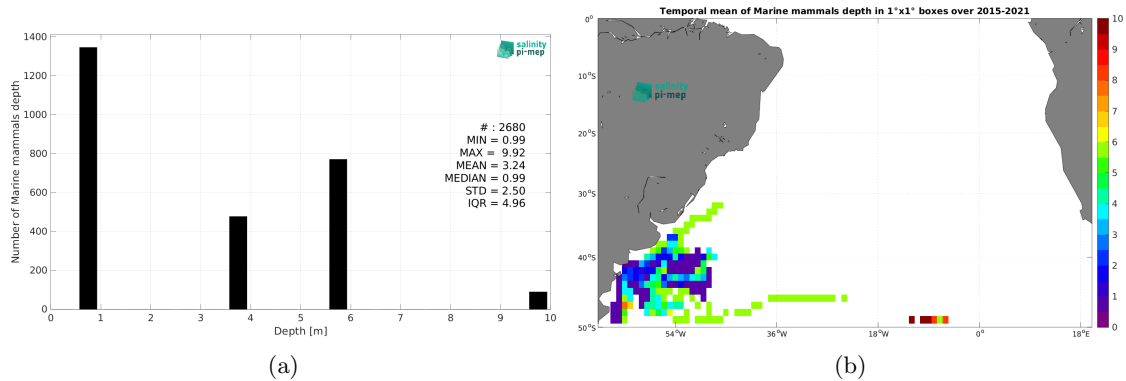 1400
1200
1000
800
600
400
200
0
Number of Marine mammals depth
salinity
pi-mep
# : 2680
MIN = 0.99
MAX = 9.92
MEAN = 3.24
MEDIAN = 0.99
STD = 2.50
IQR = 4.96
0 1 2 3 4 5 6 7 8 9 10
Depth [m]
(a)
Temporal mean of Marine mammals depth in 1°x1° boxes over 2015-2021
0°
10°S
20°S
30°S
40°S
50°S
salinity
pi-mep
54°W 36°W 18°W 0° 18°E
10
9
8
7
6
5
4
3
2
1
0
(b)